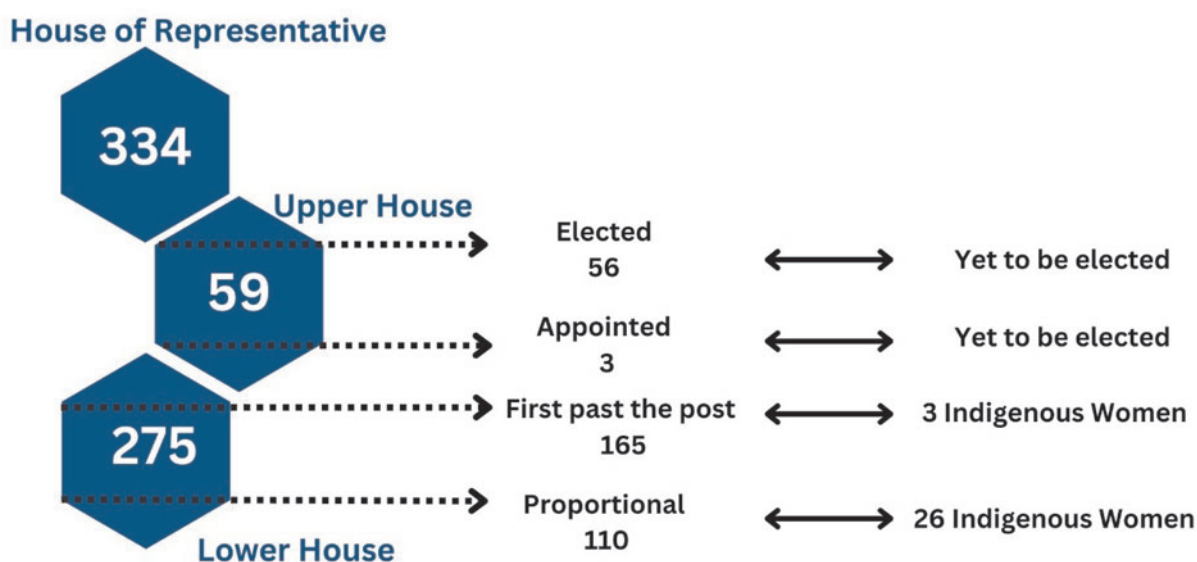 House of Representative
334
Upper House
59
Elected
56
Yet to be elected
Appointed
3
Yet to be elected
275
First past the post
165
3 Indigenous Women
Proportional
110
26 Indigenous Women
Lower House